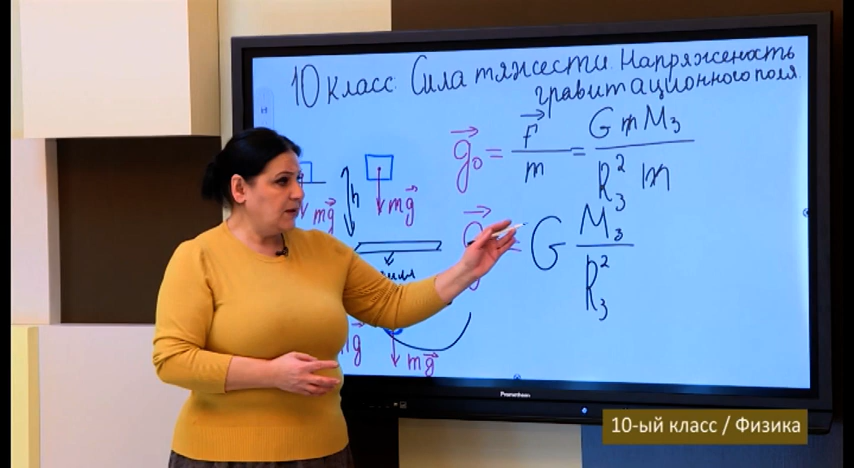 10 класс. Сила тяжести. Напряженость
гравитационного поля.
g₀ = F/m = G m M₃ / R₃² m
mg
h
mg
= G M₃ / R₃²
mg
mg
Promethean
10-ый класс / Физика